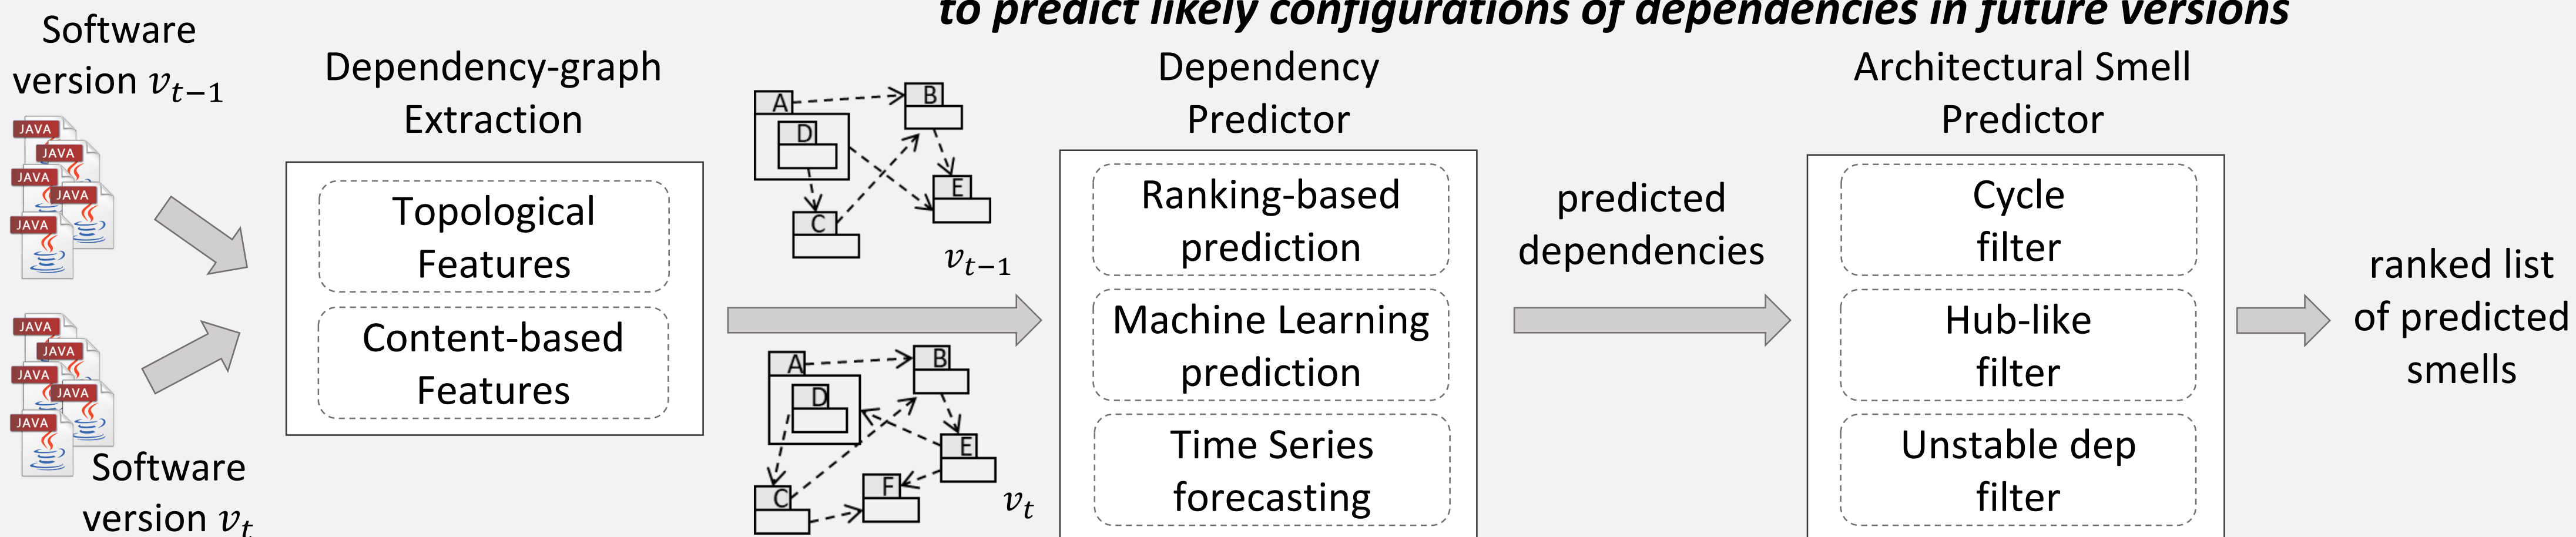 to predict likely configurations of dependencies in future versions
Software
version v_{t−1}
JAVA
JAVA
JAVA
JAVA
JAVA
JAVA
JAVA
JAVA
JAVA
JAVA
Software
version v_t
Dependency-graph
Extraction
Topological
Features
Content-based
Features
A
B
D
E
C
v_{t−1}
A
B
D
E
F
C
v_t
Dependency
Predictor
Ranking-based
prediction
Machine Learning
prediction
Time Series
forecasting
predicted
dependencies
Architectural Smell
Predictor
Cycle
filter
Hub-like
filter
Unstable dep
filter
ranked list
of predicted
smells